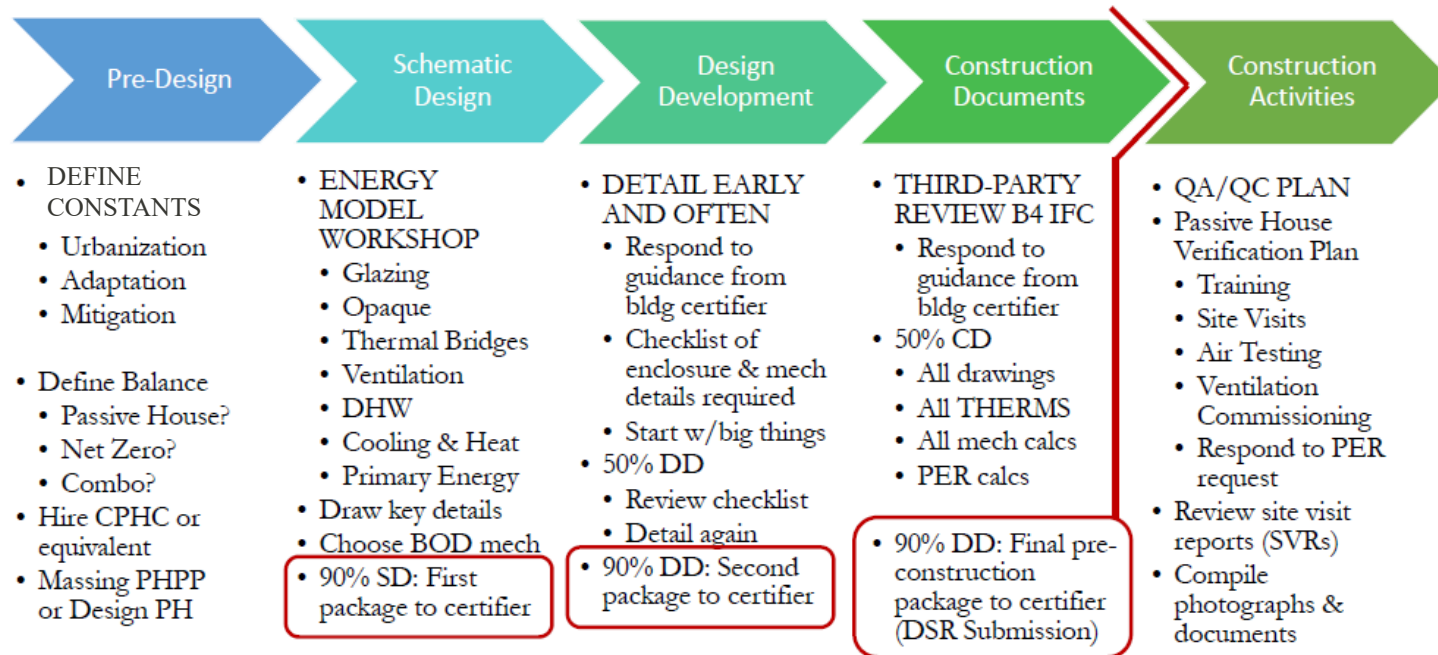 Pre-Design
Schematic
Design
Design
Development
Construction
Documents
Construction
Activities
• DEFINE
CONSTANTS
• Urbanization
• Adaptation
• Mitigation
• Define Balance
• Passive House?
• Net Zero?
• Combo?
• Hire CPHC or
equivalent
• Massing PHPP
or Design PH
• ENERGY
MODEL
WORKSHOP
• Glazing
• Opaque
• Thermal Bridges
• Ventilation
• DHW
• Cooling & Heat
• Primary Energy
• Draw key details
• Choose BOD mech
• 90% SD: First
package to certifier
• DETAIL EARLY
AND OFTEN
• Respond to
guidance from
bldg certifier
• Checklist of
enclosure & mech
details required
• Start w/big things
• 50% DD
• Review checklist
• Detail again
• 90% DD: Second
package to certifier
• THIRD-PARTY
REVIEW B4 IFC
• Respond to
guidance from
bldg certifier
• 50% CD
• All drawings
• All THERMS
• All mech calcs
• PER calcs
• 90% DD: Final pre-
construction
package to certifier
(DSR Submission)
• QA/QC PLAN
• Passive House
Verification Plan
• Training
• Site Visits
• Air Testing
• Ventilation
Commissioning
• Respond to PER
request
• Review site visit
reports (SVRs)
• Compile
photographs &
documents